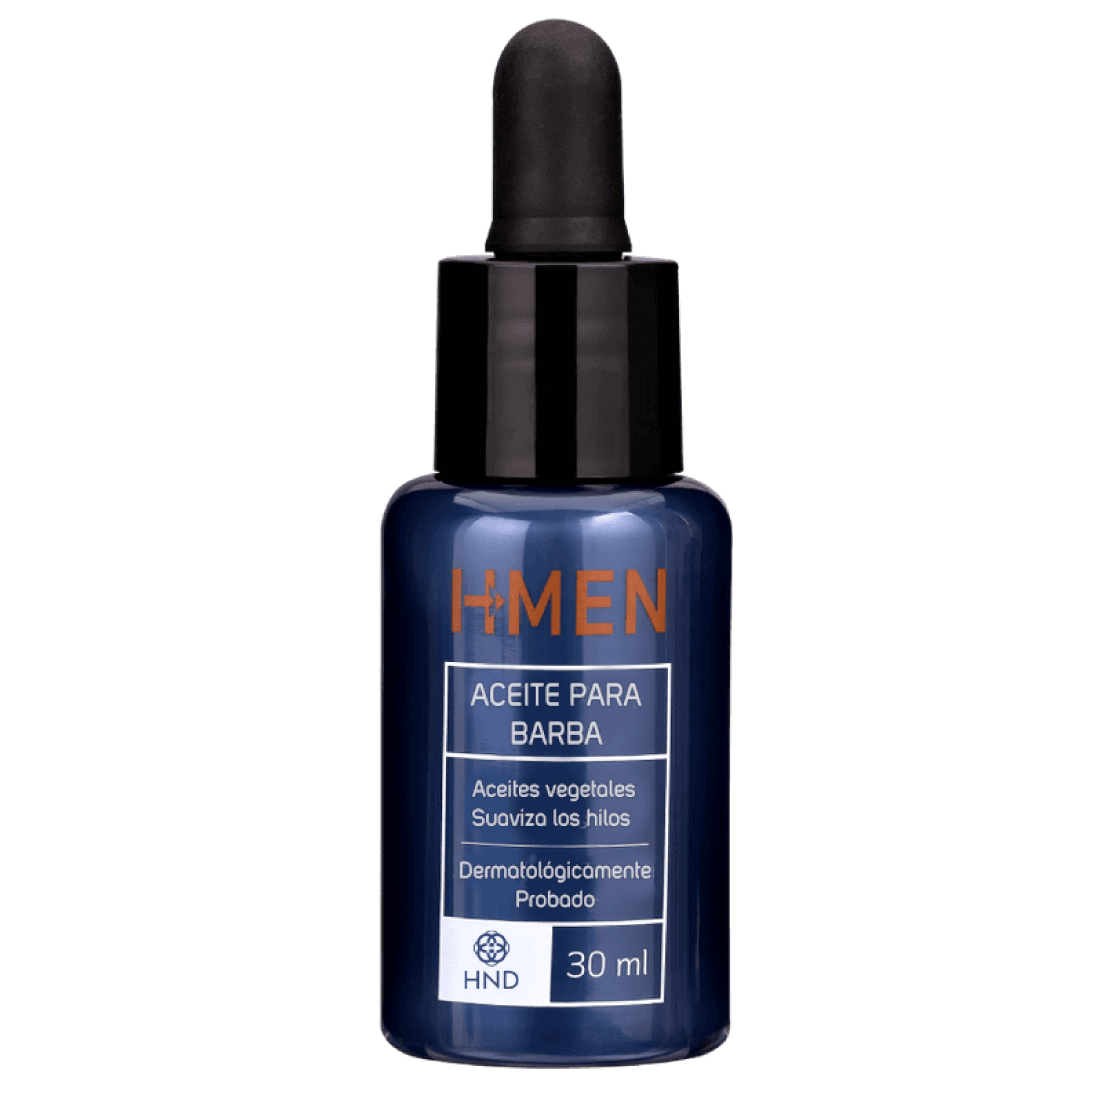 H-MEN
ACEITE PARA
BARBA
Aceites vegetales
Suaviza los hilos
Dermatológicamente
Probado
HND
30 ml